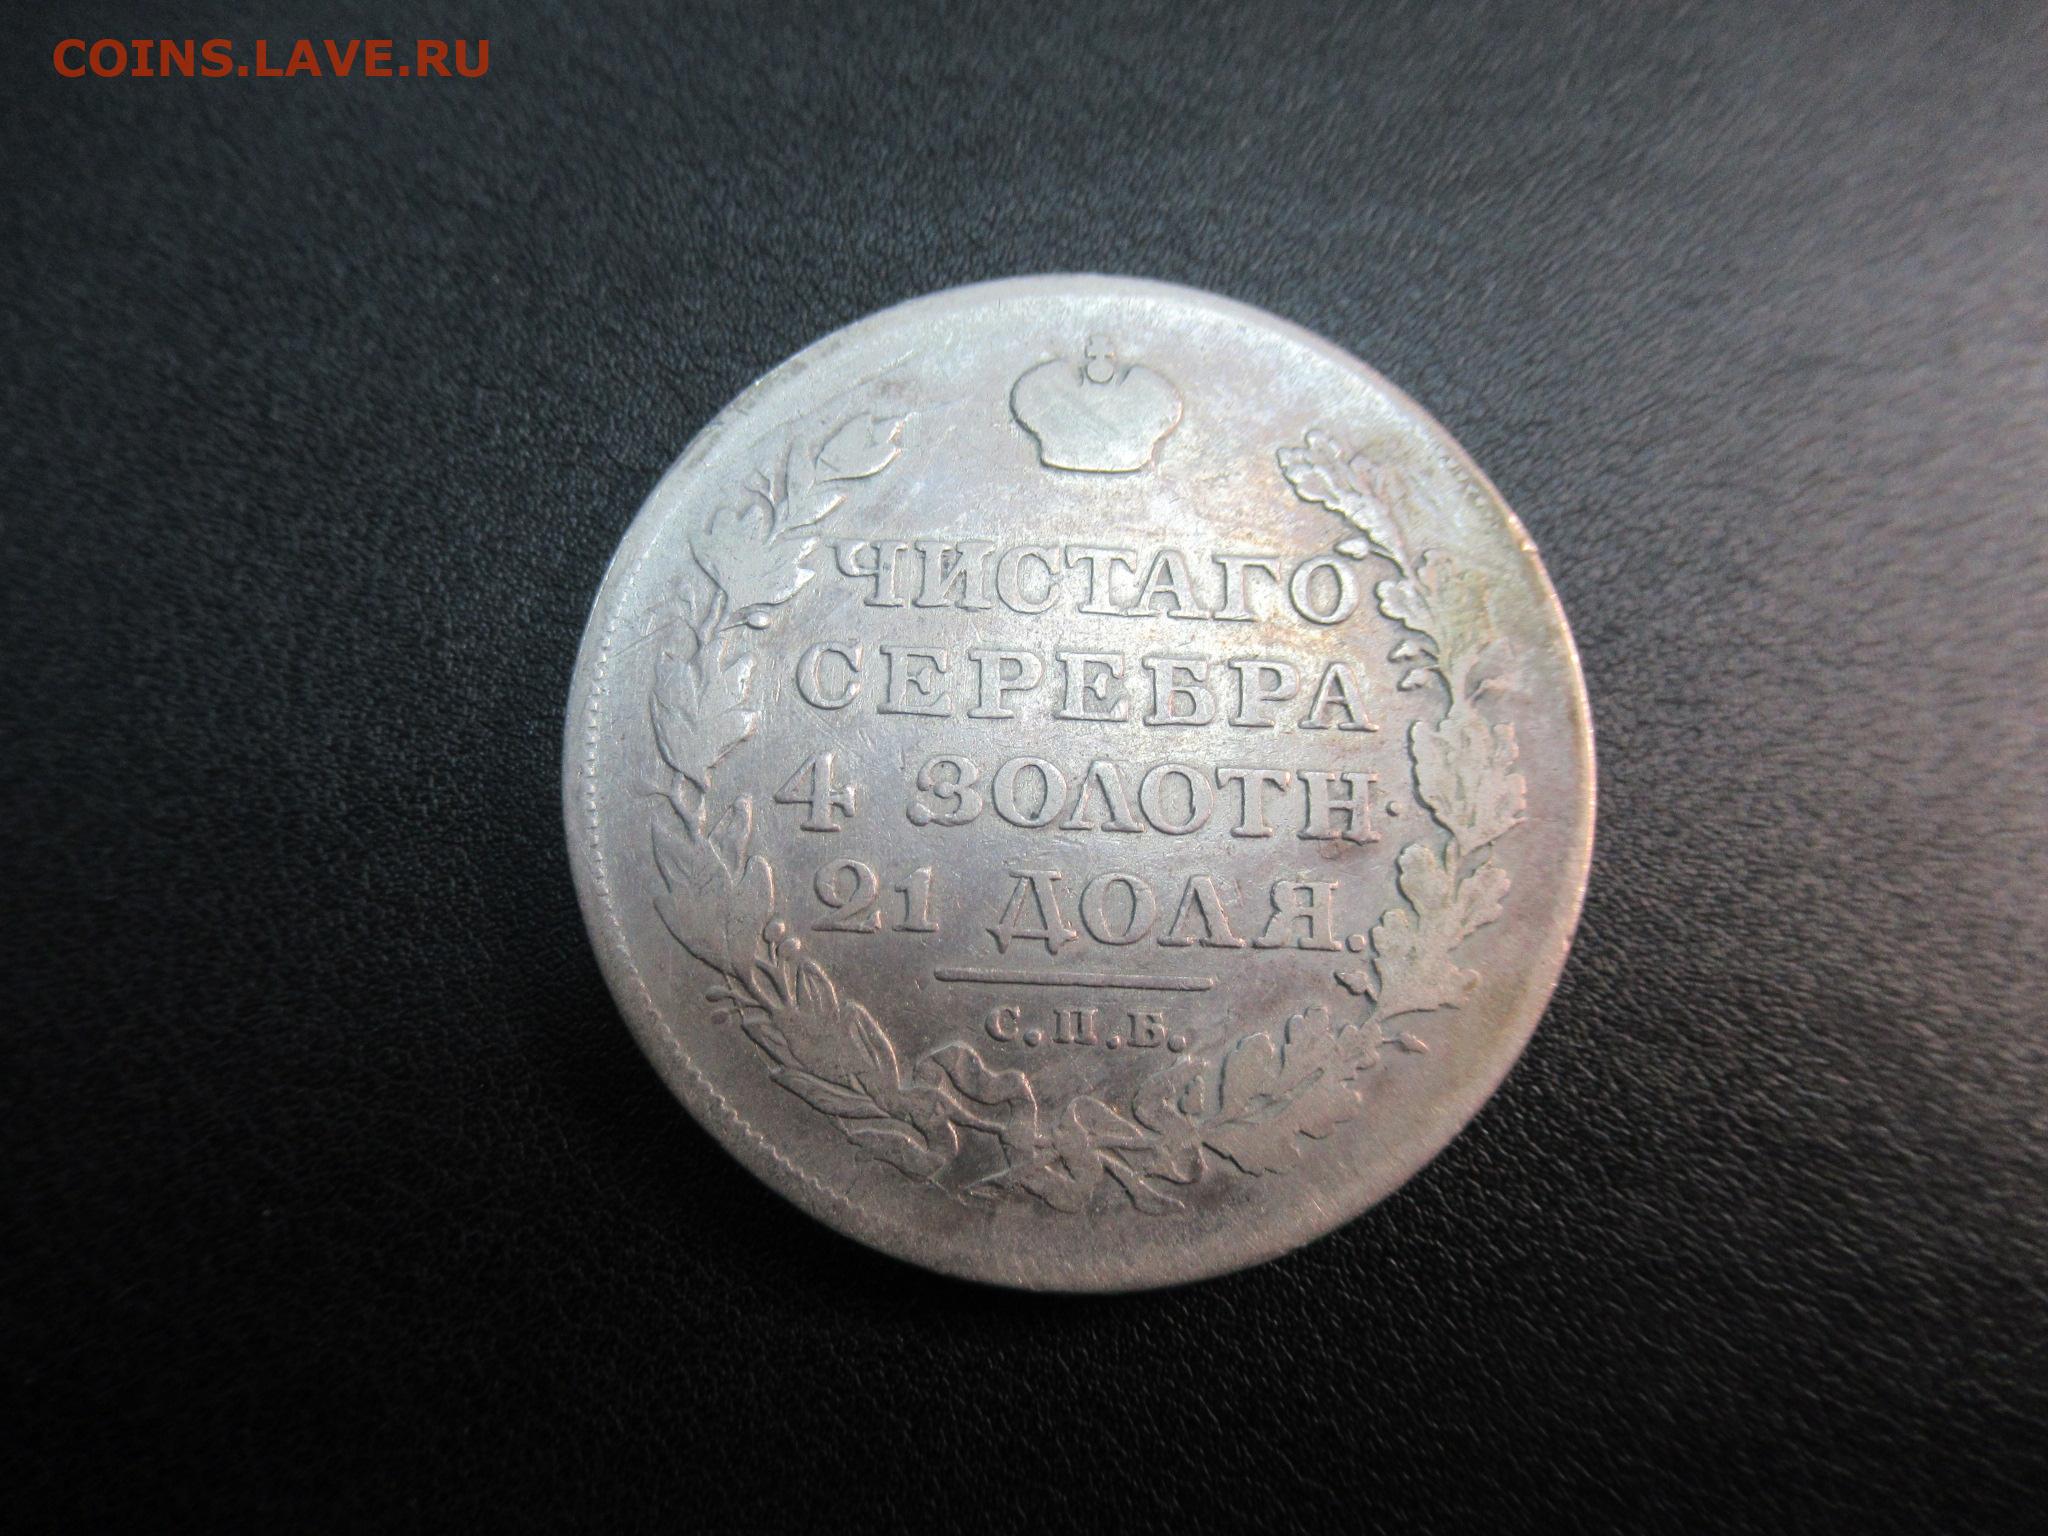 COINS.LAVE.RU
ЧИСТАГО
СЕРЕБРА
4 ЗОЛОТН.
21 ДОЛЯ.
С.П.Б.